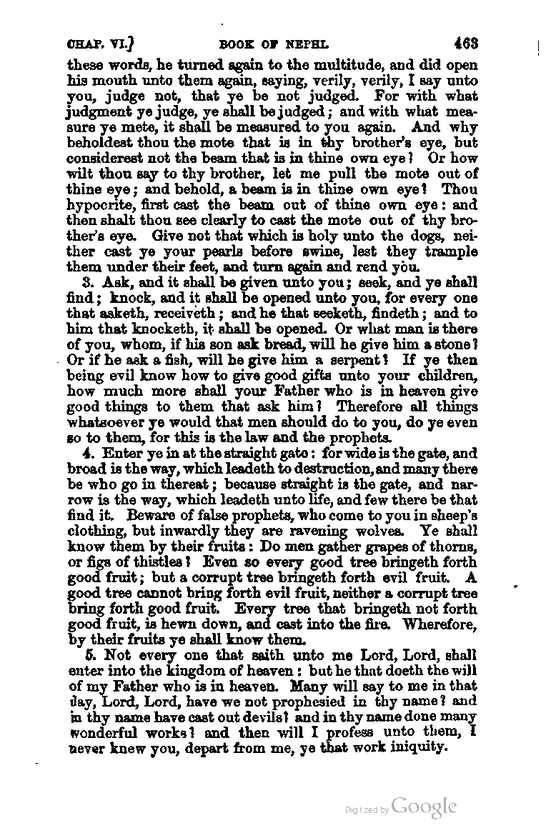 CHAP. VI.] BOOK OF NEPHI. 463
these words, he turned again to the multitude, and did open
his mouth unto them again, saying, verily, verily, I say unto
you, judge not, that ye be not judged. For with what
judgment ye judge, ye shall be judged; and with what mea-
sure ye mete, it shall be measured to you again. And why
beholdest thou the mote that is in thy brother's eye, but
considerest not the beam that is in thine own eye? Or how
wilt thou say to thy brother, let me pull the mote out of
thine eye; and behold, a beam is in thine own eye? Thou
hypocrite, first cast the beam out of thine own eye: and
then shalt thou see clearly to cast the mote out of thy bro-
ther's eye. Give not that which is holy unto the dogs, nei-
ther cast ye your pearls before swine, lest they trample
them under their feet, and turn again and rend you.
3. Ask, and it shall be given unto you; seek, and ye shall
find; knock, and it shall be opened unto you, for every one
that asketh, receiveth; and he that seeketh, findeth; and to
him that knocketh, it shall be opened. Or what man is there
of you, whom, if his son ask bread, will he give him a stone?
Or if he ask a fish, will he give him a serpent? If ye then
being evil know how to give good gifts unto your children,
how much more shall your Father who is in heaven give
good things to them that ask him? Therefore all things
whatsoever ye would that men should do to you, do ye even
so to them, for this is the law and the prophets.
4. Enter ye in at the straight gate: for wide is the gate, and
broad is the way, which leadeth to destruction, and many there
be who go in thereat; because straight is the gate, and nar-
row is the way, which leadeth unto life, and few there be that
find it. Beware of false prophets, who come to you in sheep's
clothing, but inwardly they are ravening wolves. Ye shall
know them by their fruits: Do men gather grapes of thorns,
or figs of thistles? Even so every good tree bringeth forth
good fruit; but a corrupt tree bringeth forth evil fruit. A
good tree cannot bring forth evil fruit, neither a corrupt tree
bring forth good fruit. Every tree that bringeth not forth
good fruit, is hewn down, and cast into the fire. Wherefore,
by their fruits ye shall know them.
5. Not every one that saith unto me Lord, Lord, shall
enter into the kingdom of heaven: but he that doeth the will
of my Father who is in heaven. Many will say to me in that
day, Lord, Lord, have we not prophesied in thy name? and
in thy name have cast out devils? and in thy name done many
wonderful works? and then will I profess unto them, I
never knew you, depart from me, ye that work iniquity.
Digitized by Google